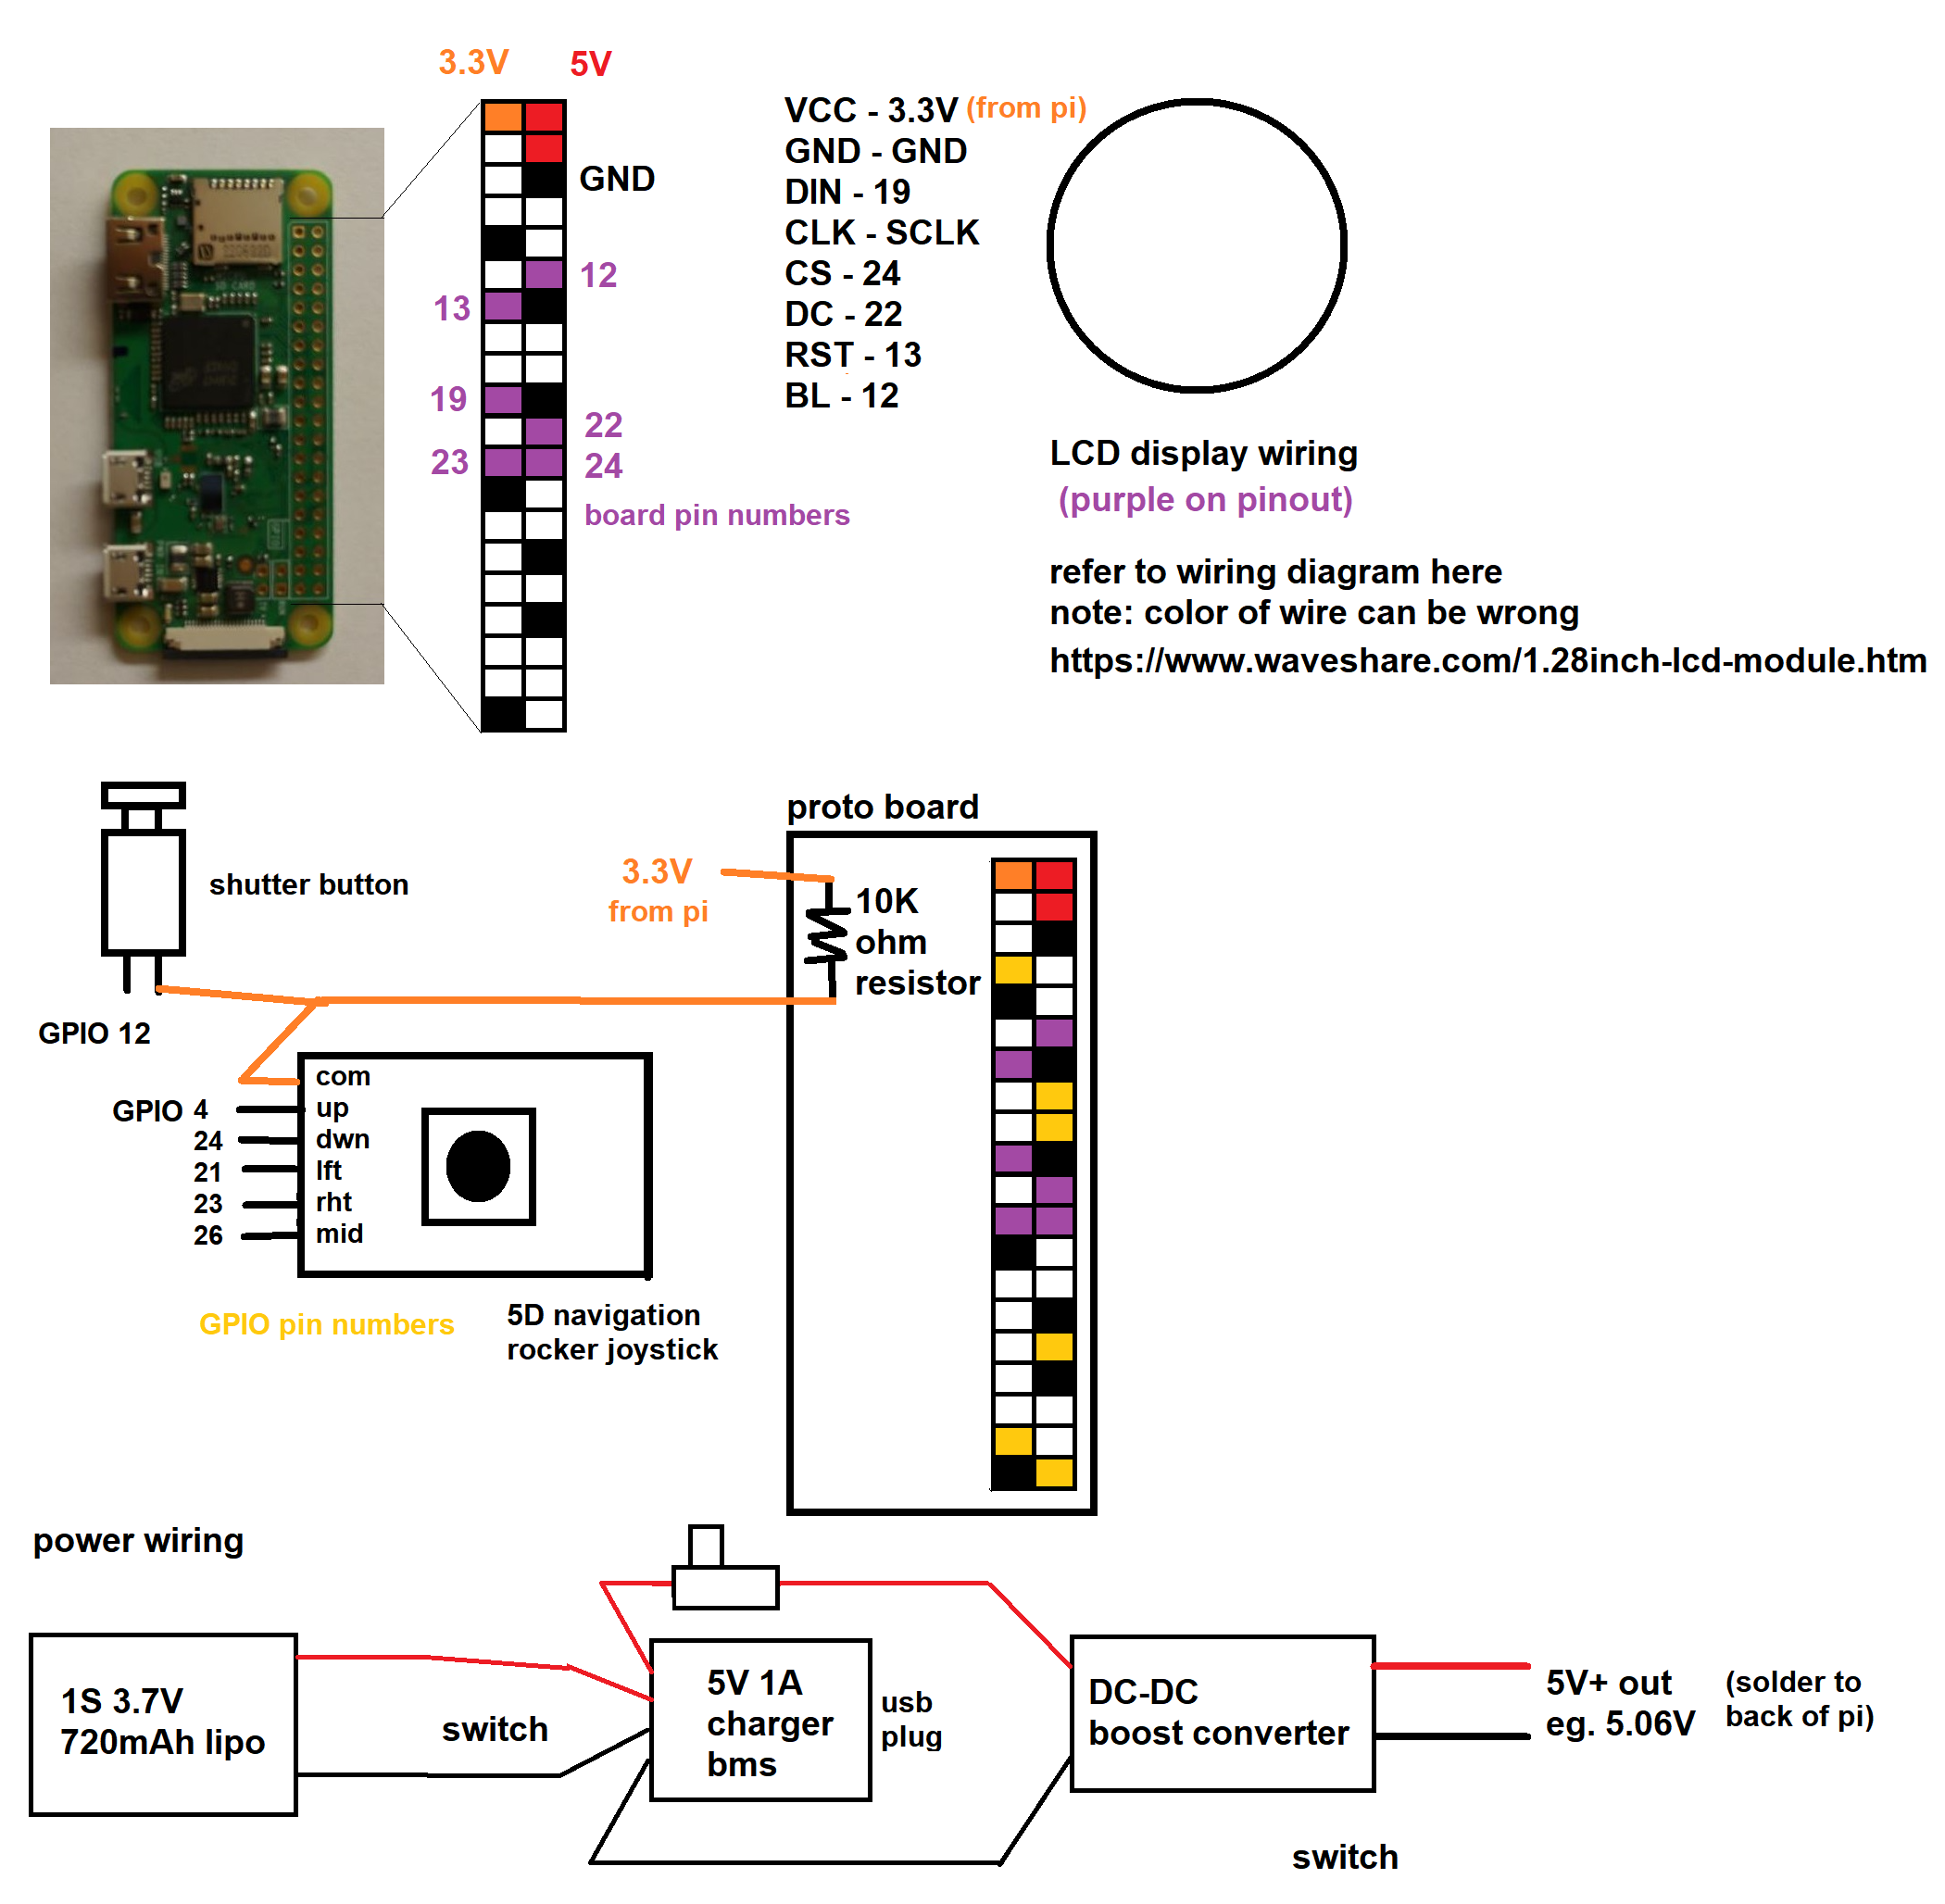 3.3V
5V
GND
12
13
19
22
23
24
board pin numbers
VCC - 3.3V (from pi)
GND - GND
DIN - 19
CLK - SCLK
CS - 24
DC - 22
RST - 13
BL - 12
LCD display wiring
(purple on pinout)
refer to wiring diagram here
note: color of wire can be wrong
https://www.waveshare.com/1.28inch-lcd-module.htm
shutter button
GPIO 12
3.3V
from pi
proto board
10K
ohm
resistor
com
GPIO 4 up
24 dwn
21 lft
23 rht
26 mid
GPIO pin numbers
5D navigation
rocker joystick
power wiring
1S 3.7V
720mAh lipo
switch
5V 1A
charger
bms
usb
plug
DC-DC
boost converter
5V+ out
eg. 5.06V
(solder to
back of pi)
switch